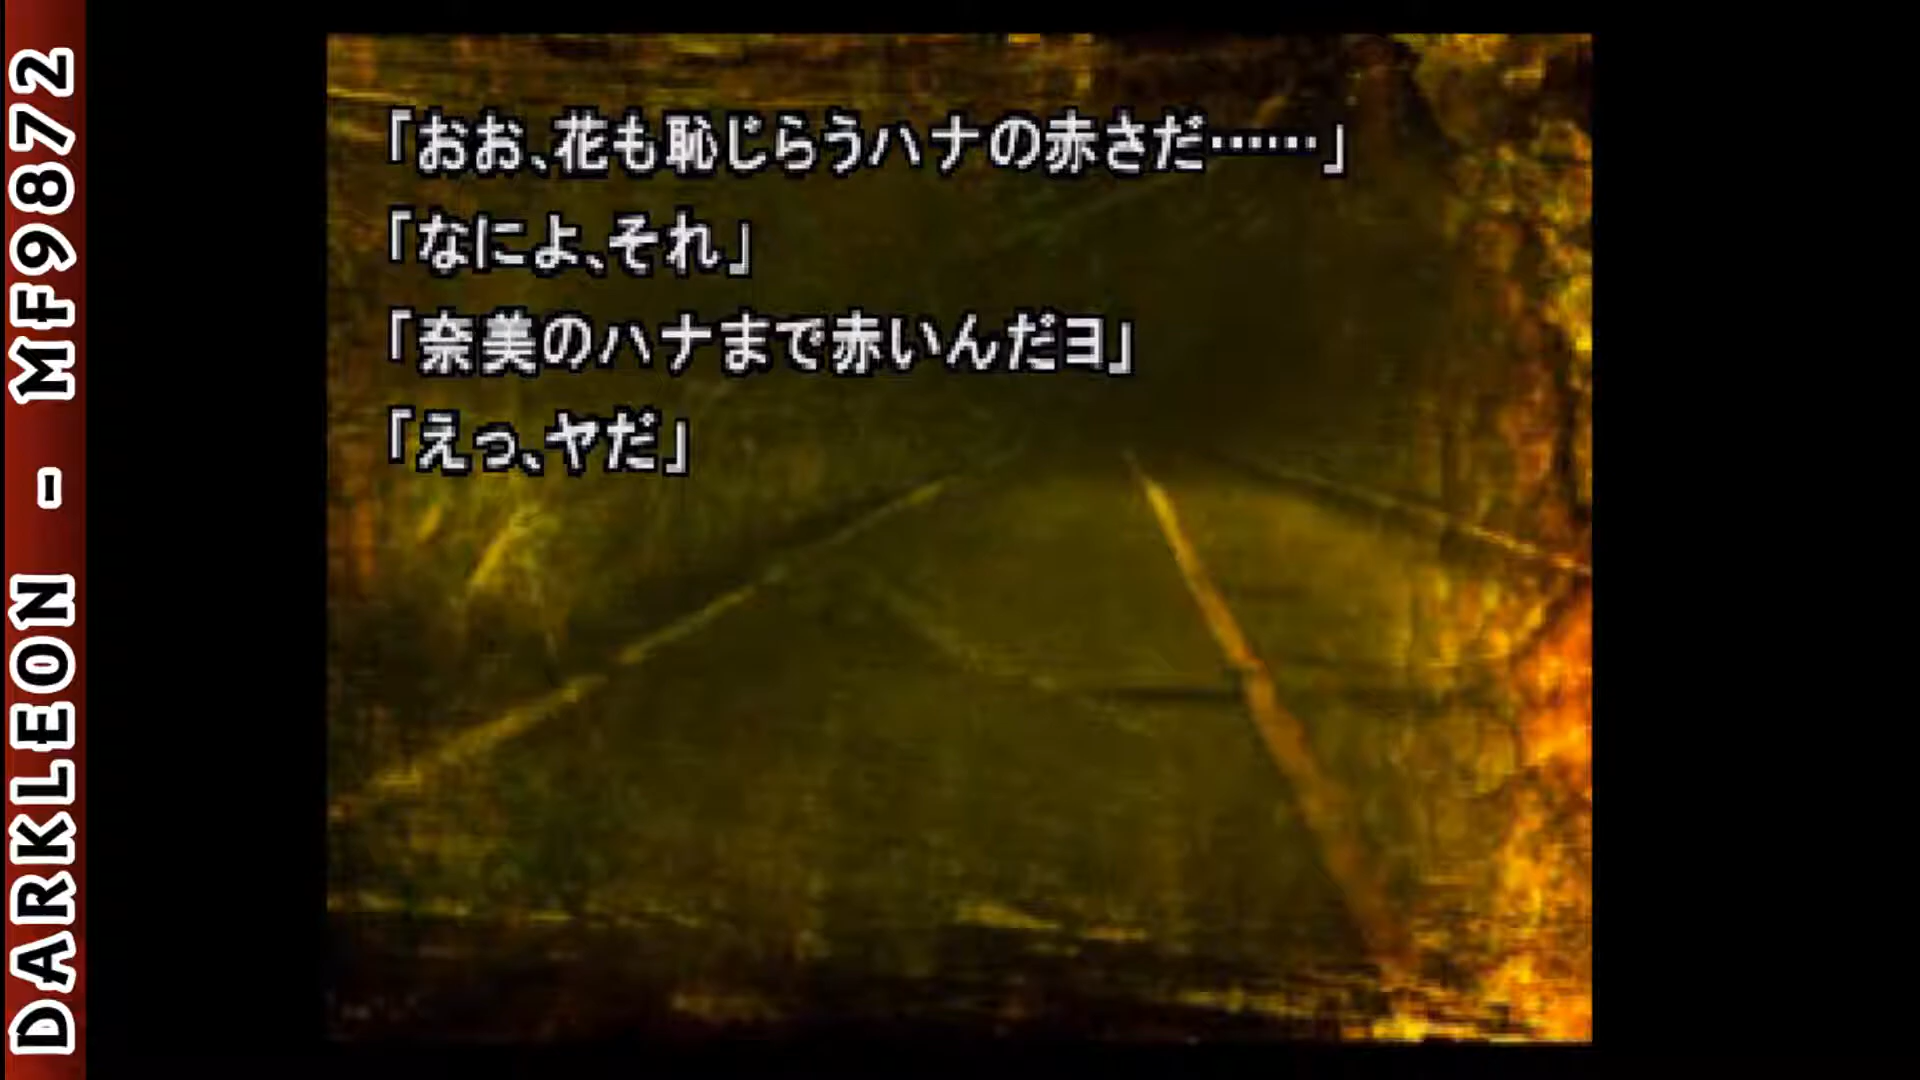 「おお、花も恥じらうハナの赤さだ……」
「なによ、それ」
「奈美のハナまで赤いんだヨ」
「えっ、ヤだ」
DARKLEON - MF9872